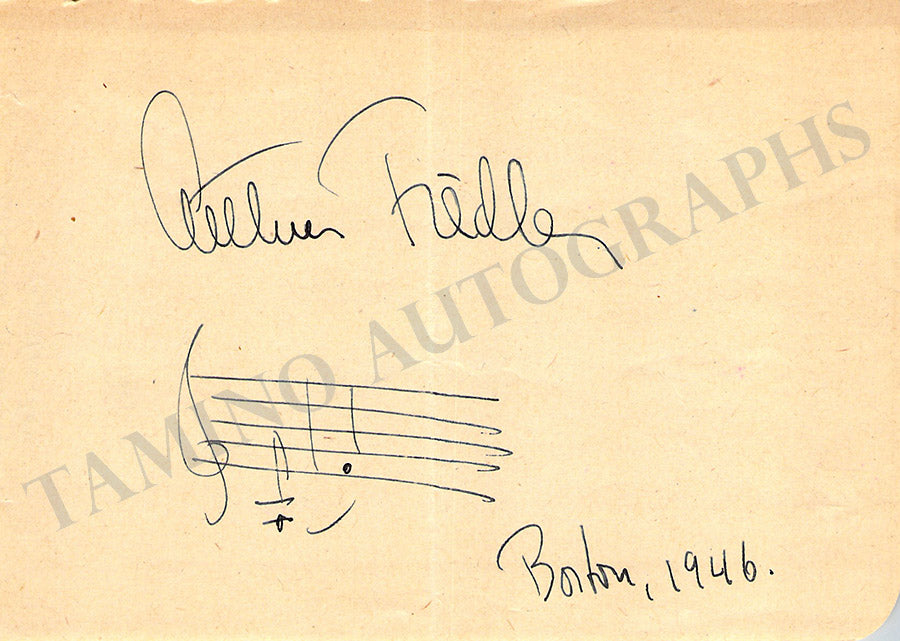 Arthur Fiedler
TAMINO AUTOGRAPHS
Boston, 1946.